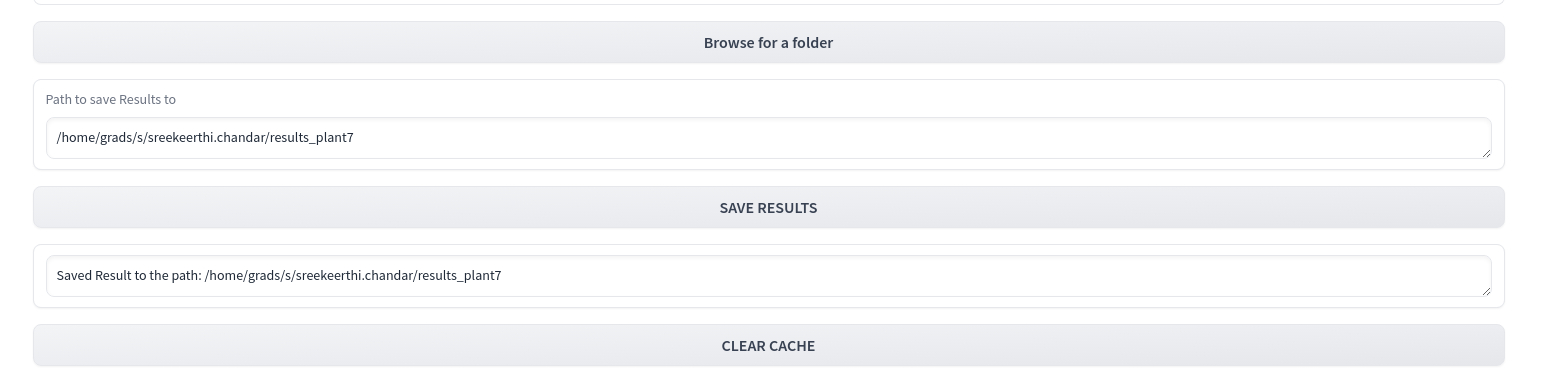 Browse for a folder
Path to save Results to
/home/grads/s/sreekeerthi.chandar/results_plant7
SAVE RESULTS
Saved Result to the path: /home/grads/s/sreekeerthi.chandar/results_plant7
CLEAR CACHE